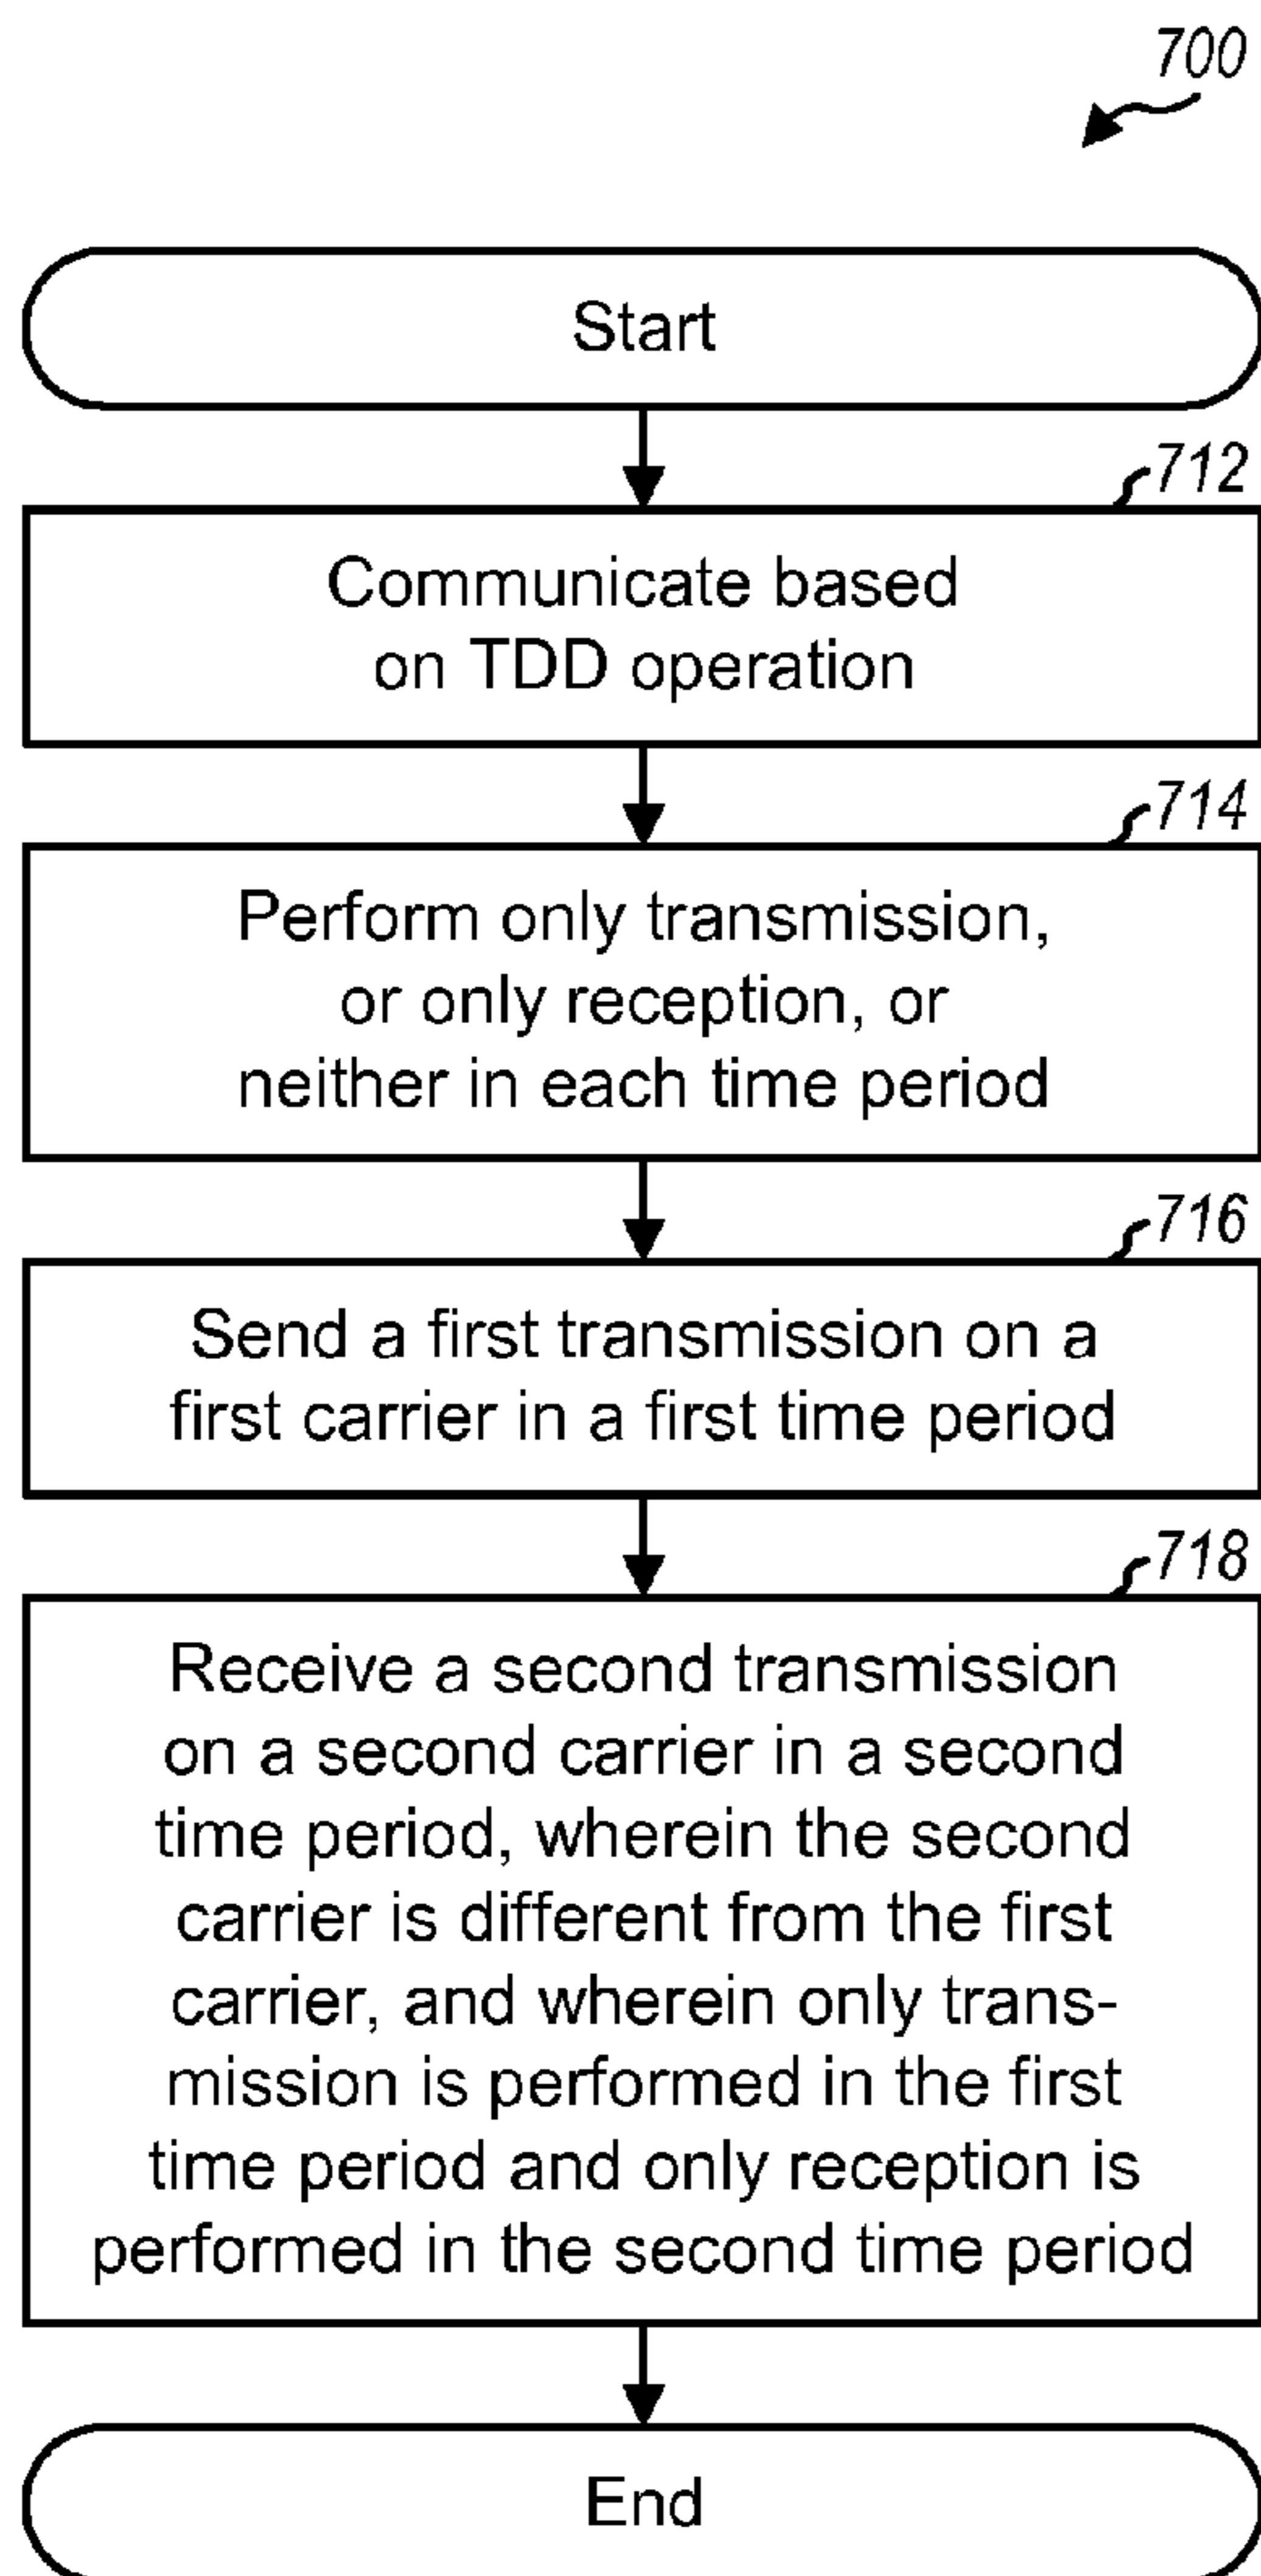 700
Start
712
Communicate based
on TDD operation
714
Perform only transmission,
or only reception, or
neither in each time period
716
Send a first transmission on a
first carrier in a first time period
718
Receive a second transmission
on a second carrier in a second
time period, wherein the second
carrier is different from the first
carrier, and wherein only trans-
mission is performed in the first
time period and only reception is
performed in the second time period
End